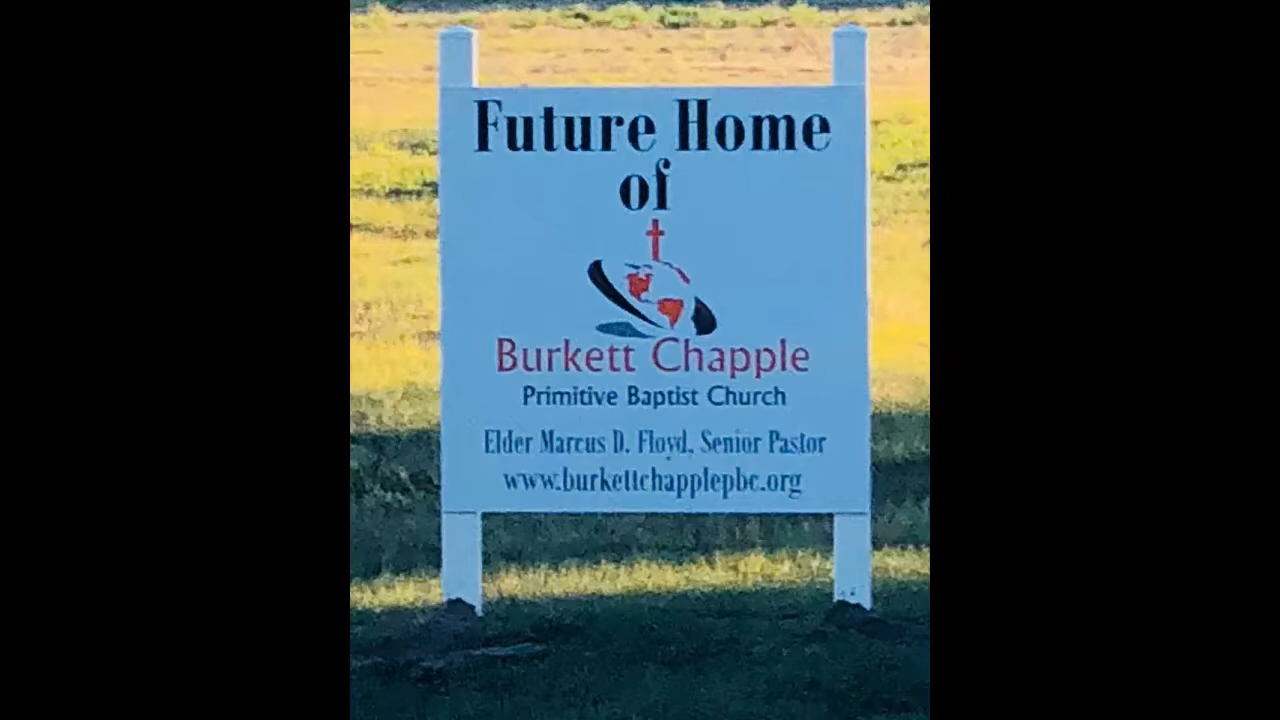 Future Home
of
Burkett Chapple
Primitive Baptist Church
Elder Marcus D. Floyd, Senior Pastor
www.burkettchapplepbc.org